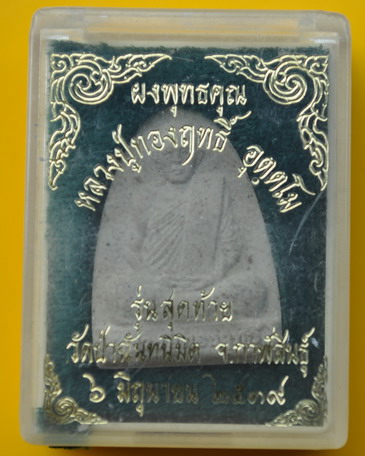 ผงพุทธคุณ
หลวงปู่ทองฤทธิ์ อุตฺตโม
รุ่นสุดท้าย
วัดป่าจันทนิมิต จ.กาฬสินธุ์
๖ มิถุนายน ๒๕๓๙